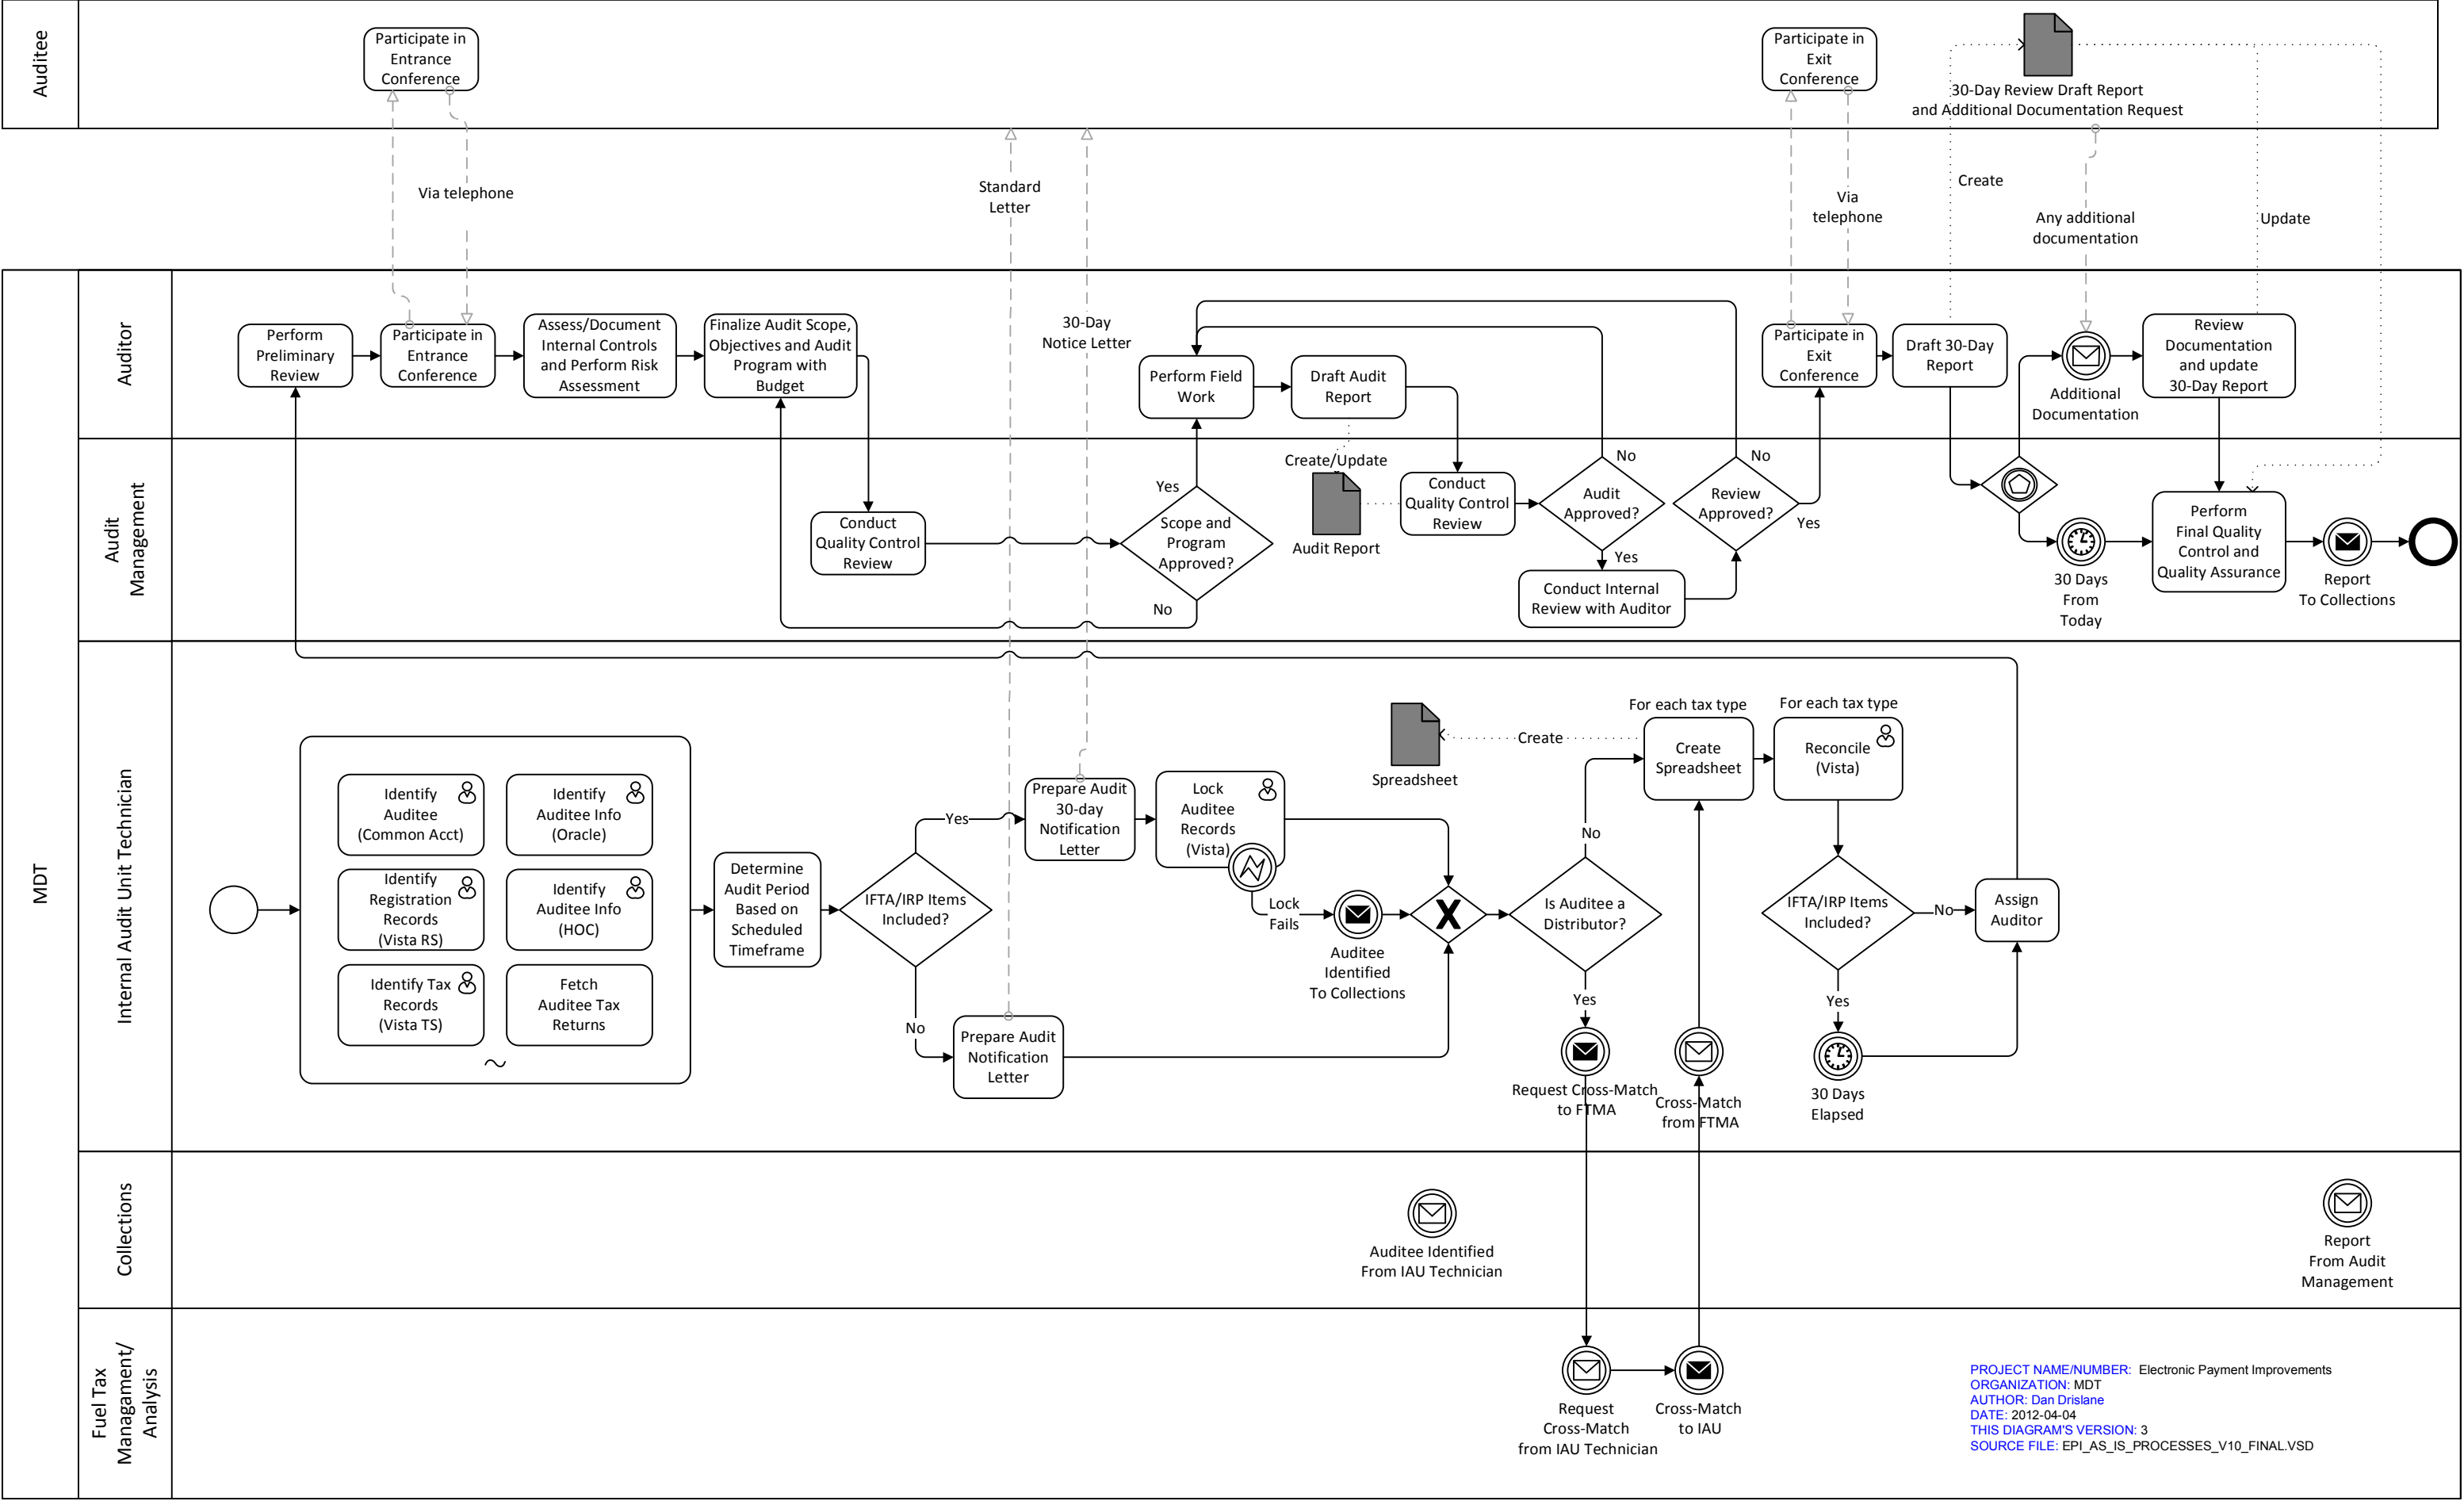 Auditee
Participate in
Entrance
Conference
Participate in
Exit
Conference
30-Day Review Draft Report
and Additional Documentation Request
Via telephone
Standard
Letter
Via
telephone
Create
Any additional
documentation
Update
MDT
Auditor
Perform
Preliminary
Review
Participate in
Entrance
Conference
Assess/Document
Internal Controls
and Perform Risk
Assessment
Finalize Audit Scope,
Objectives and Audit
Program with
Budget
30-Day
Notice Letter
Perform Field
Work
Draft Audit
Report
Participate in
Exit
Conference
Draft 30-Day
Report
Additional
Documentation
Review
Documentation
and update
30-Day Report
Audit
Management
Conduct
Quality Control
Review
Yes
Scope and
Program
Approved?
No
Create/Update
Audit Report
Conduct
Quality Control
Review
No
Audit
Approved?
Yes
Conduct Internal
Review with Auditor
No
Review
Approved?
Yes
30 Days
From
Today
Perform
Final Quality
Control and
Quality Assurance
Report
To Collections
Internal Audit Unit Technician
Identify
Auditee
(Common Acct)
Identify
Auditee Info
(Oracle)
Identify
Registration
Records
(Vista RS)
Identify
Auditee Info
(HOC)
Identify Tax
Records
(Vista TS)
Fetch
Auditee Tax
Returns
Determine
Audit Period
Based on
Scheduled
Timeframe
IFTA/IRP Items
Included?
Yes
No
Prepare Audit
30-day
Notification
Letter
Prepare Audit
Notification
Letter
Lock
Auditee
Records
(Vista)
Lock
Fails
Auditee
Identified
To Collections
Spreadsheet
Create
Is Auditee a
Distributor?
No
Yes
Request Cross-Match
to FTMA
For each tax type
Create
Spreadsheet
Cross-Match
from FTMA
For each tax type
Reconcile
(Vista)
IFTA/IRP Items
Included?
No
Yes
30 Days
Elapsed
Assign
Auditor
Collections
Auditee Identified
From IAU Technician
Report
From Audit
Management
Fuel Tax
Managament/
Analysis
Request
Cross-Match
from IAU Technician
Cross-Match
to IAU
PROJECT NAME/NUMBER: Electronic Payment Improvements
ORGANIZATION: MDT
AUTHOR: Dan Drislane
DATE: 2012-04-04
THIS DIAGRAM'S VERSION: 3
SOURCE FILE: EPI_AS_IS_PROCESSES_V10_FINAL.VSD